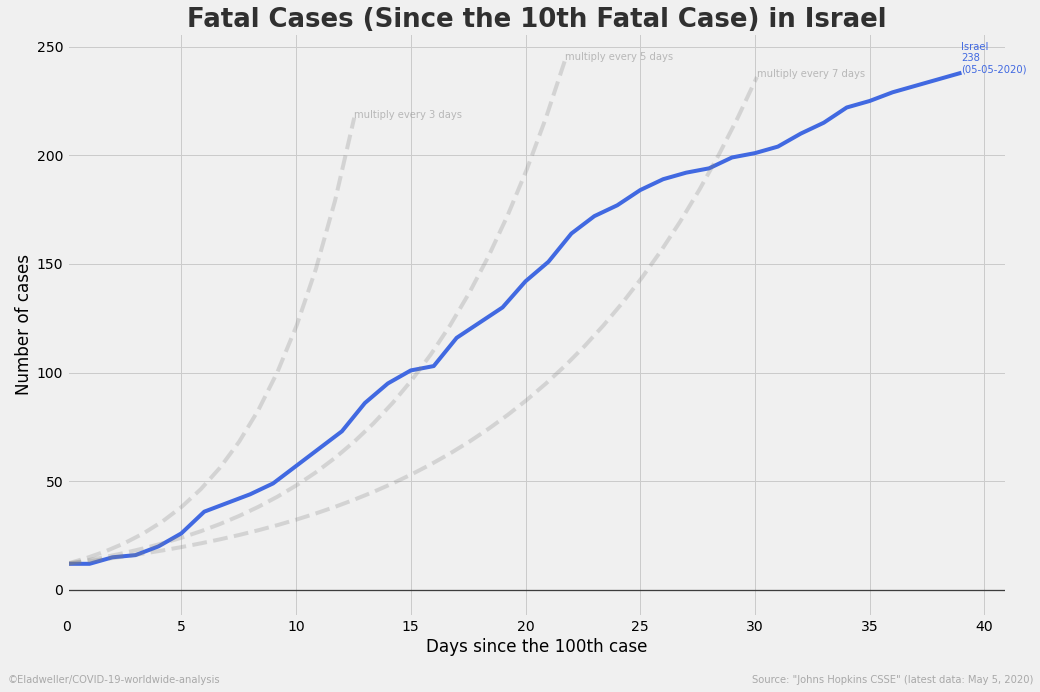 Fatal Cases (Since the 10th Fatal Case) in Israel
250
200
150
100
50
0
Number of cases
multiply every 3 days
multiply every 5 days
multiply every 7 days
Israel
238
(05-05-2020)
0 5 10 15 20 25 30 35 40
Days since the 100th case
©Eladweller/COVID-19-worldwide-analysis
Source: "Johns Hopkins CSSE" (latest data: May 5, 2020)